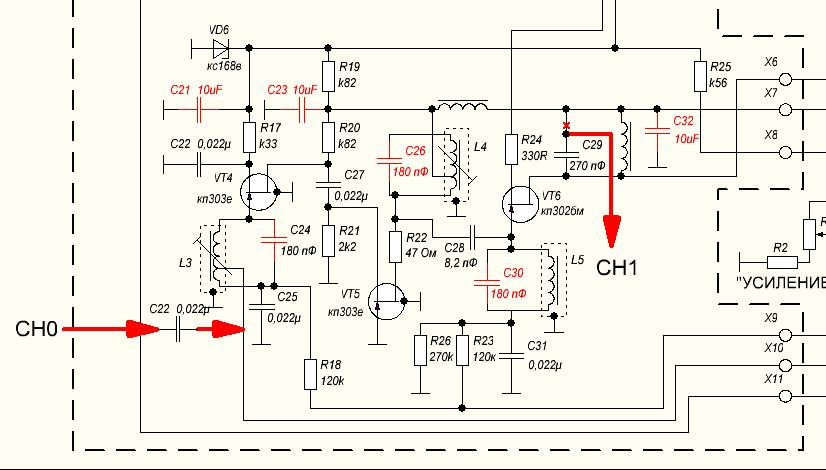 VD6
кс168в
C21 10uF
C23 10uF
R19
k82
R25
k56
X6
X7
X8
R17
k33
R20
k82
C22 0,022µ
VT4
кп303е
C27
0,022µ
C26
180 пФ
L4
R24
330R
C29
270 пФ
C32
10uF
VT6
кп302бм
C24
180 пФ
L3
R21
2k2
R22
47 Ом
C28
8,2 пФ
L5
C30
180 пФ
CH1
R
R2
"УСИЛЕНИЕ
VT5
кп303е
C22 0,022µ
C25
0,022µ
CH0
R18
120k
R26
270k
R23
120к
C31
0,022µ
X9
X10
X11